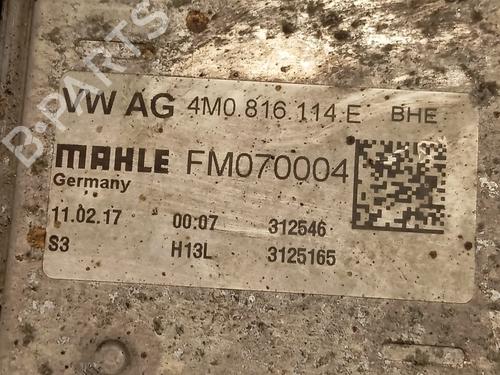 VW AG 4M0.816.114.E BHE
MAHLE FM070004
Germany
11.02.17 00:07 312546
S3 H13L 3125165
B-PARTS